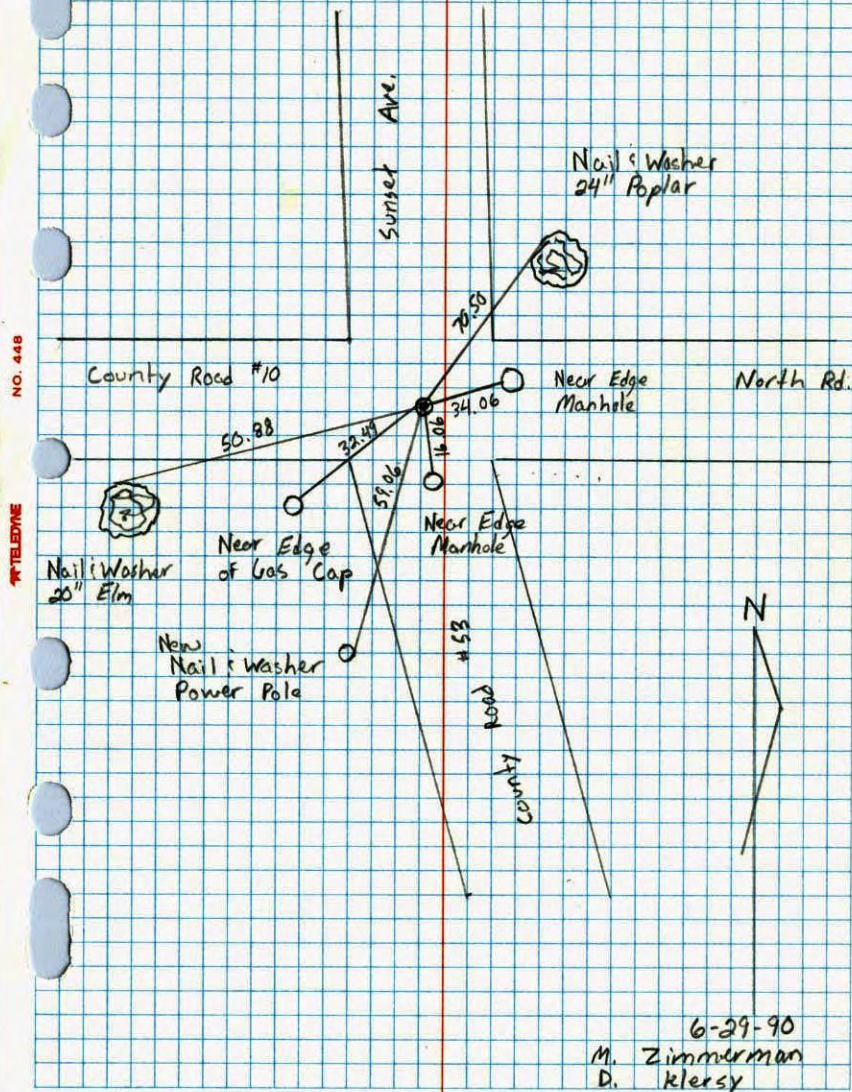 Sunset Ave.
Nail & Washer
24" Poplar
70.50
NO. 448
County Road #10
Near Edge
Manhole
North Rd.
34.06
50.88
32.49
16.06
59.06
TELEDYNE
Near Edge
Manhole
Near Edge
of Gas Cap
Nail & Washer
20" Elm
N
New
Nail & Washer
Power Pole
County Road #53
6-29-90
M. Zimmerman
D. Klersy